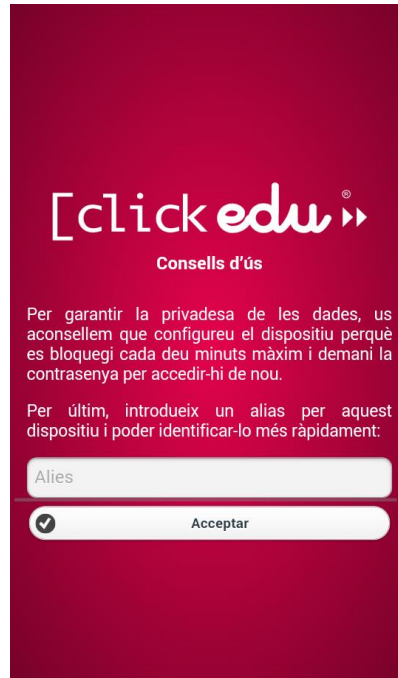 [click edu ®
Consells d'ús
Per garantir la privadesa de les dades, us
aconsellem que configureu el dispositiu perquè
es bloquegi cada deu minuts màxim i demani la
contrasenya per accedir-hi de nou.
Per últim, introdueix un alias per aquest
dispositiu i poder identificar-lo més ràpidament:
Alies
Acceptar